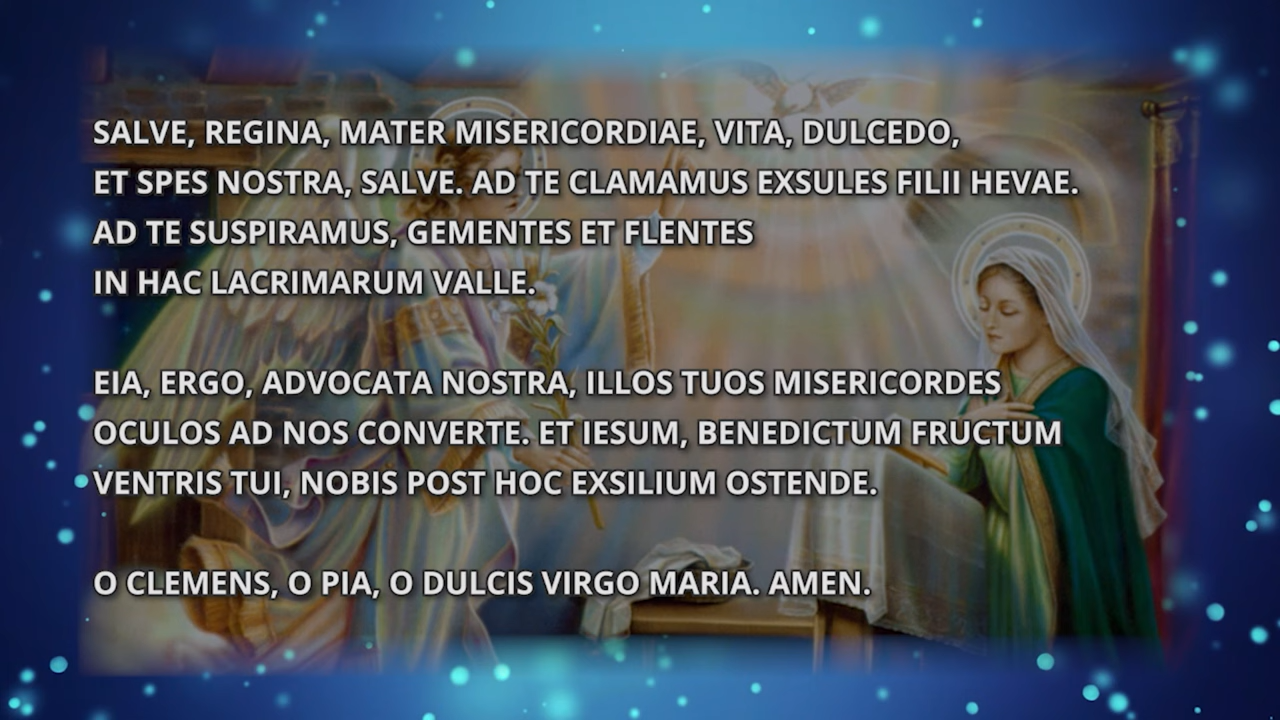 SALVE, REGINA, MATER MISERICORDIAE, VITA, DULCEDO,
ET SPES NOSTRA, SALVE. AD TE CLAMAMUS EXSULES FILII HEVAE.
AD TE SUSPIRAMUS, GEMENTES ET FLENTES
IN HAC LACRIMARUM VALLE.
EIA, ERGO, ADVOCATA NOSTRA, ILLOS TUOS MISERICORDES
OCULOS AD NOS CONVERTE. ET IESUM, BENEDICTUM FRUCTUM
VENTRIS TUI, NOBIS POST HOC EXSILIUM OSTENDE.
O CLEMENS, O PIA, O DULCIS VIRGO MARIA. AMEN.